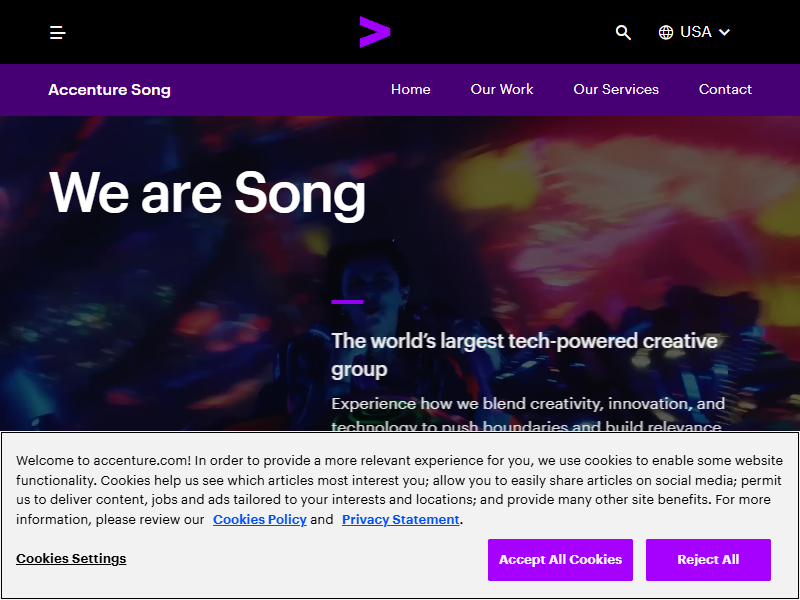 USA
Accenture Song
Home
Our Work
Our Services
Contact
We are Song
The world's largest tech-powered creative
group
Experience how we blend creativity, innovation, and
technology to push boundaries and build relevance
Welcome to accenture.com! In order to provide a more relevant experience for you, we use cookies to enable some website
functionality. Cookies help us see which articles most interest you; allow you to easily share articles on social media; permit
us to deliver content, jobs and ads tailored to your interests and locations; and provide many other site benefits. For more
information, please review our Cookies Policy and Privacy Statement.
Cookies Settings
Accept All Cookies
Reject All